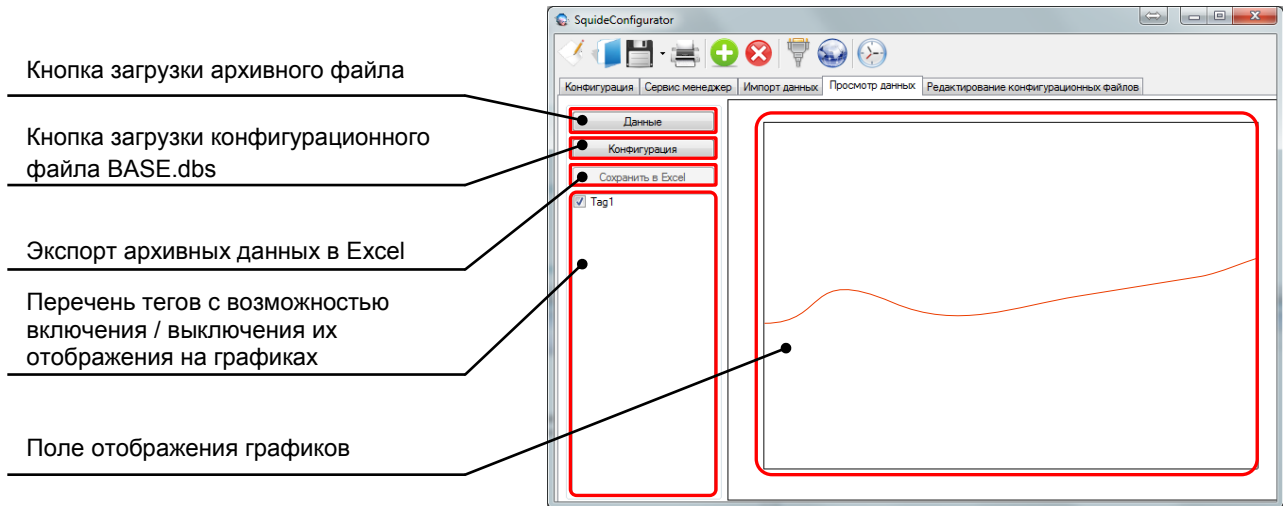 SquideConfigurator
Конфигурация Сервис менеджер Импорт данных Просмотр данных Редактирование конфигурационных файлов
Кнопка загрузки архивного файла
Кнопка загрузки конфигурационного
файла BASE.dbs
Экспорт архивных данных в Excel
Перечень тегов с возможностью
включения / выключения их
отображения на графиках
Поле отображения графиков
Данные
Конфигурация
Сохранить в Excel
Tag1